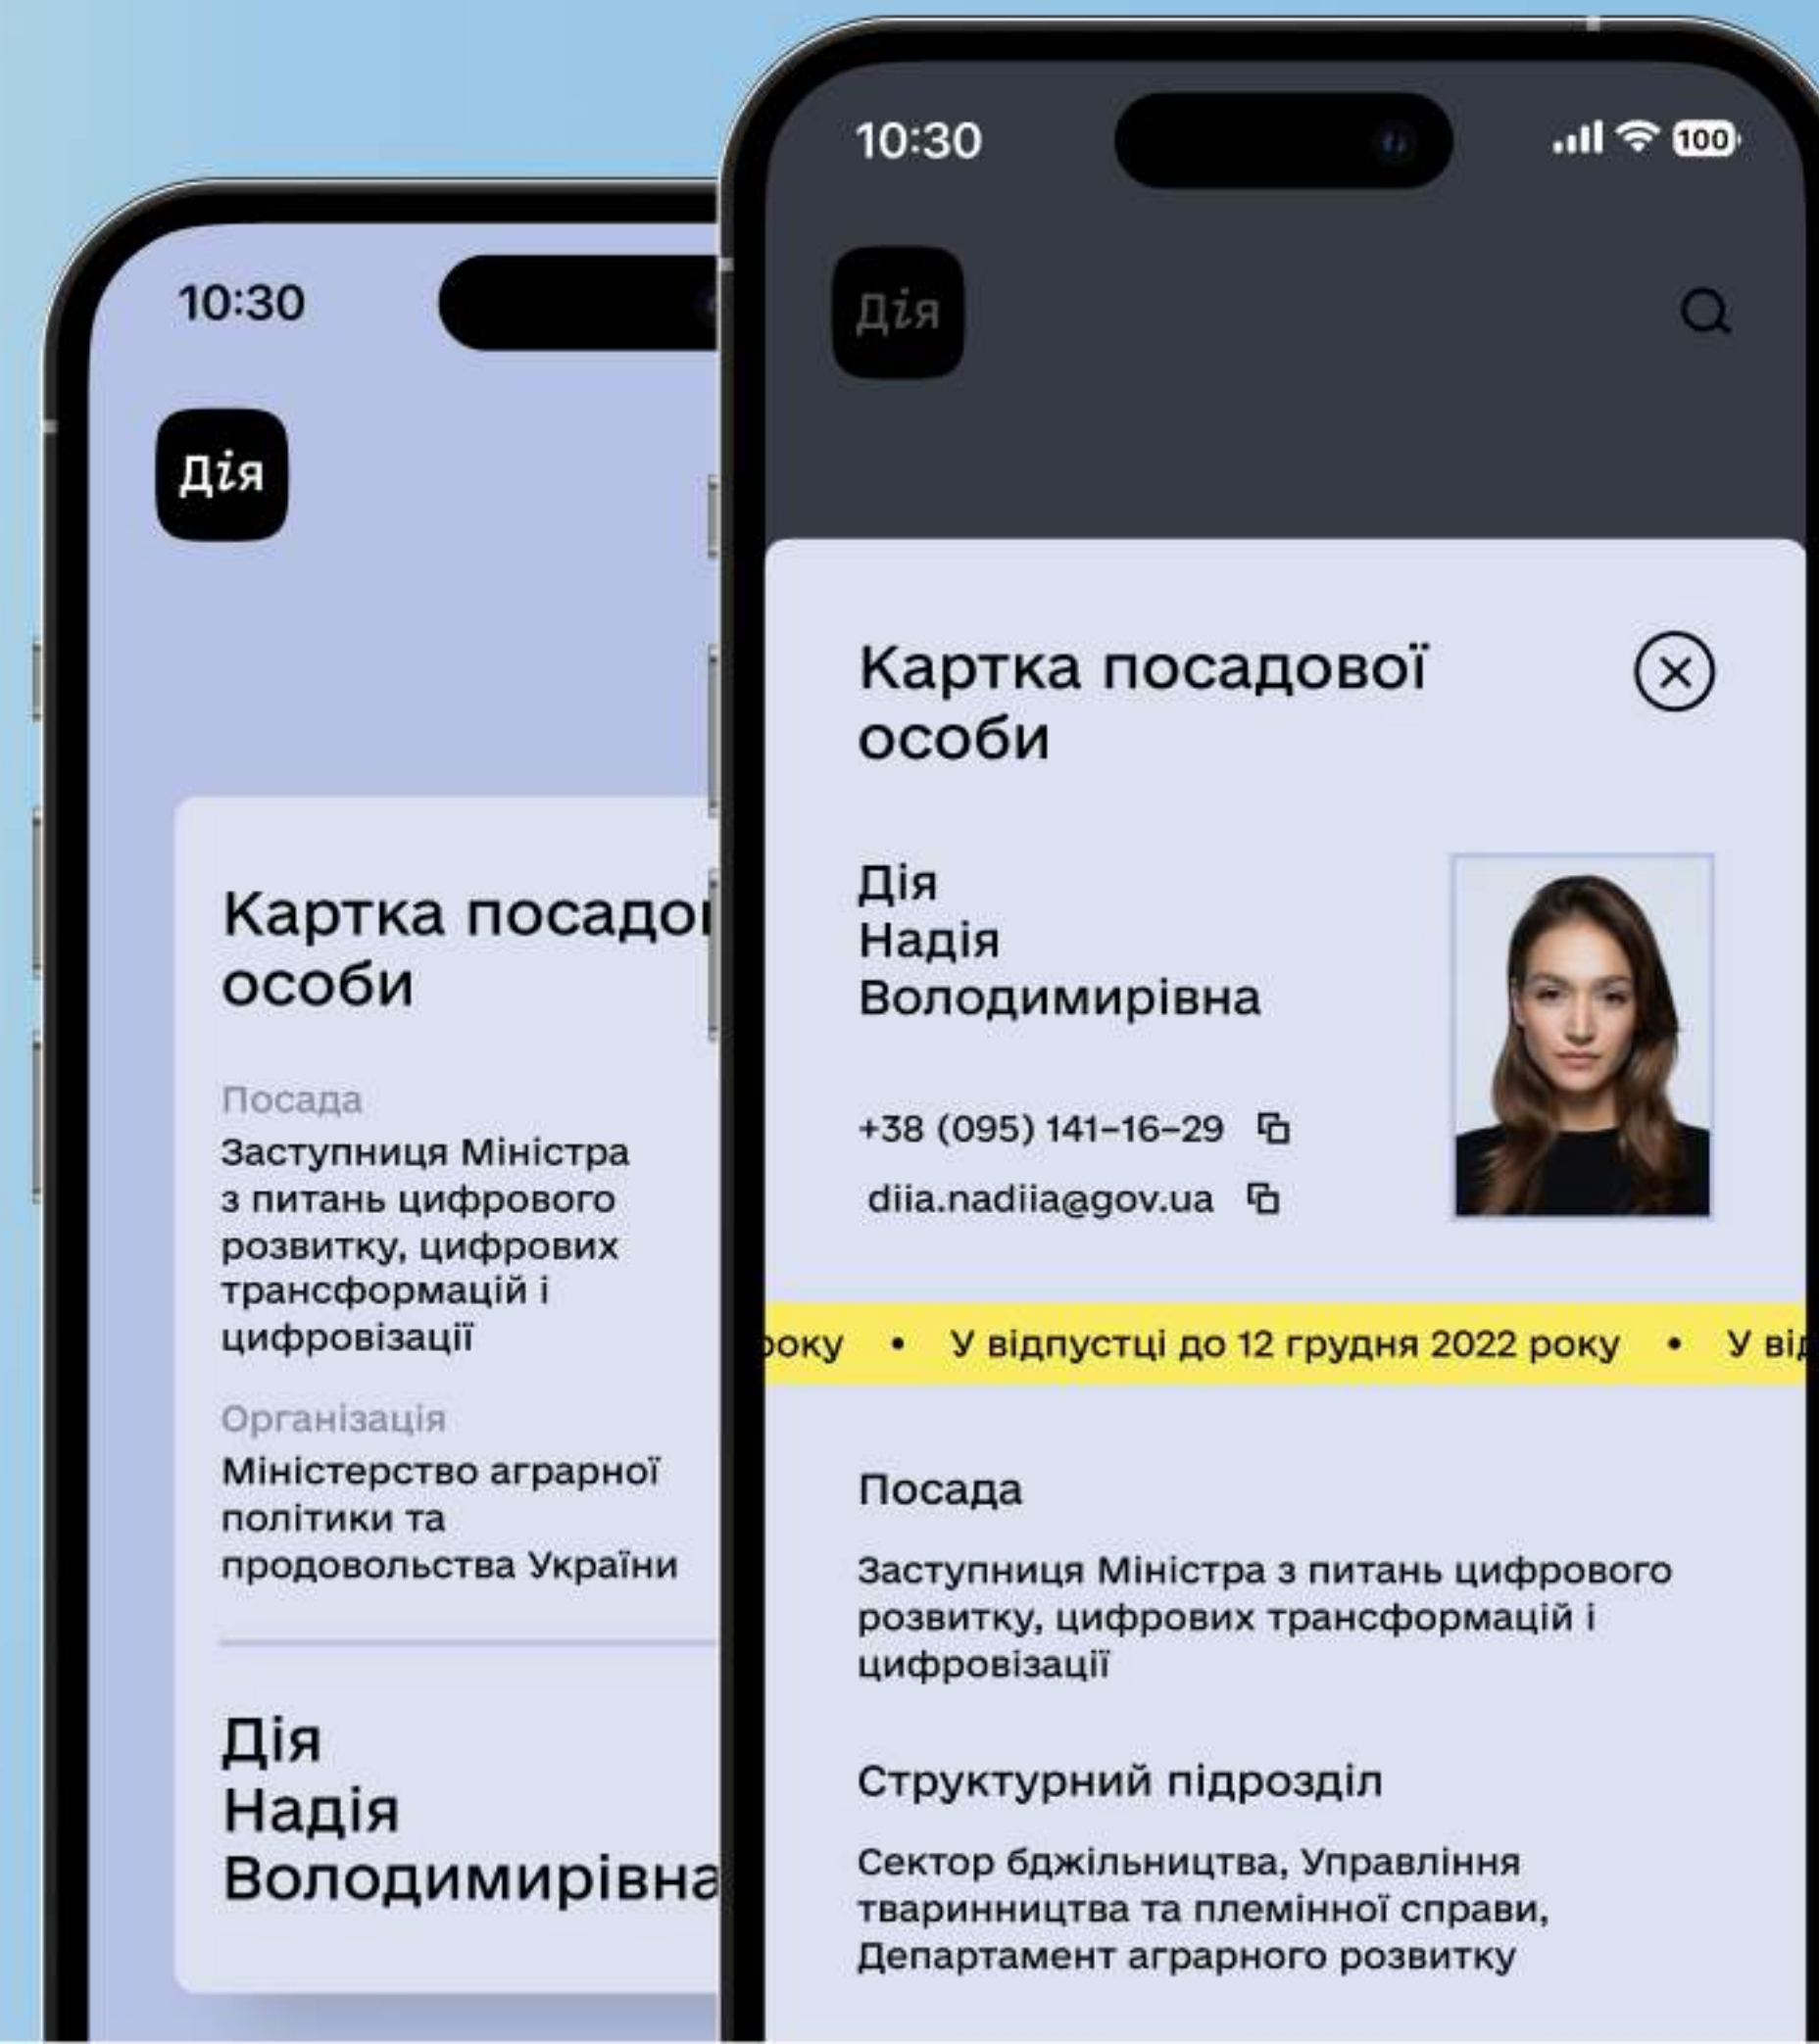 10:30
Дія
Картка посадо
особи
Посада
Заступниця Міністра
з питань цифрового
розвитку, цифрових
трансформацій і
цифровізації
Організація
Міністерство аграрної
політики та
продовольства України
Дія
Надія
Володимирівна
10:30
100
Дія
Картка посадової
особи
Дія
Надія
Володимирівна
+38 (095) 141–16–29
diia.nadiia@gov.ua
року • У відпустці до 12 грудня 2022 року • У від
Посада
Заступниця Міністра з питань цифрового
розвитку, цифрових трансформацій і
цифровізації
Структурний підрозділ
Сектор бджільництва, Управління
тваринництва та племінної справи,
Департамент аграрного розвитку